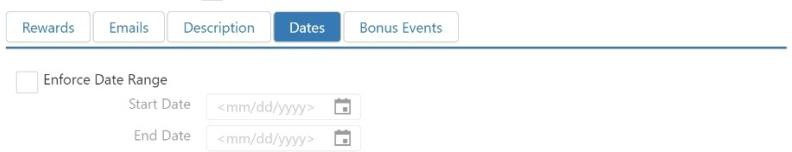 Rewards Emails Description Dates Bonus Events
Enforce Date Range
Start Date <mm/dd/yyyy>
End Date <mm/dd/yyyy>